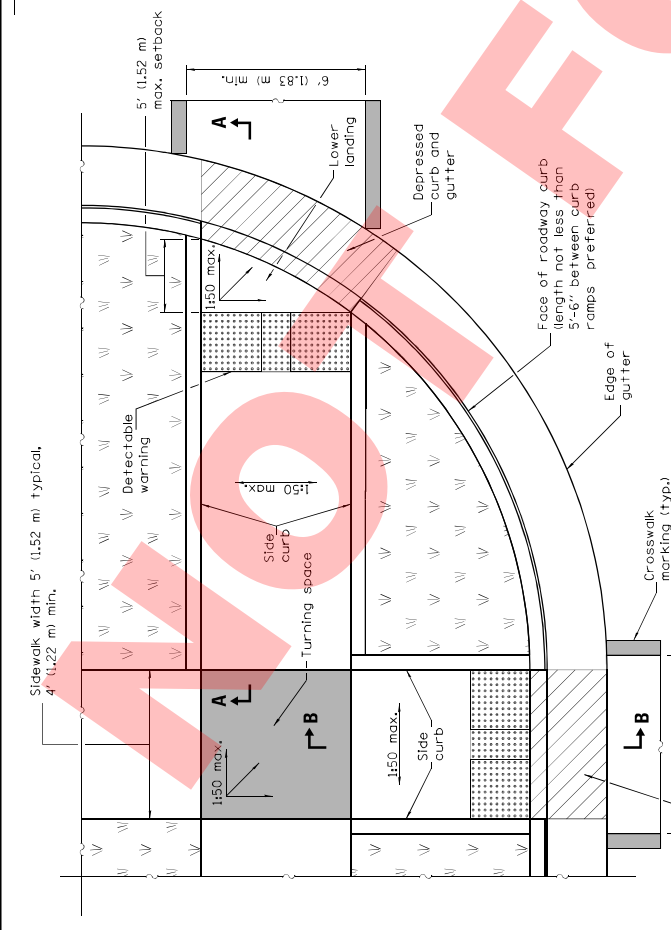 Sidewalk width 5' (1.52 m) typical,
4' (1.22 m) min.
5' (1.52 m)
max. setback
6' (1.83 m) min.
A
Lower
landing
Depressed
curb and
gutter
1:50 max.
Detectable
warning
1:50 max.
Side
curb
Turning space
Face of roadway curb
(length not less than
5'-6" between curb
ramps preferred)
Edge of
gutter
A
B
1:50 max.
1:50 max.
Side
curb
B
Crosswalk
marking (typ.)
NOT FO